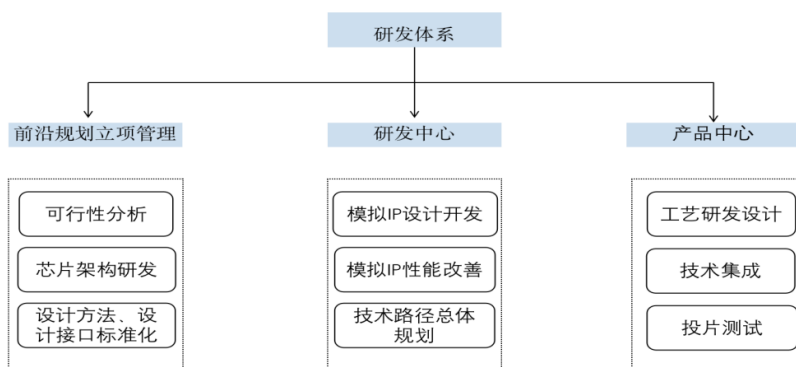 研发体系
前沿规划立项管理
研发中心
产品中心
可行性分析
芯片架构研发
设计方法、设
计接口标准化
模拟IP设计开发
模拟IP性能改善
技术路径总体
规划
工艺研发设计
技术集成
投片测试